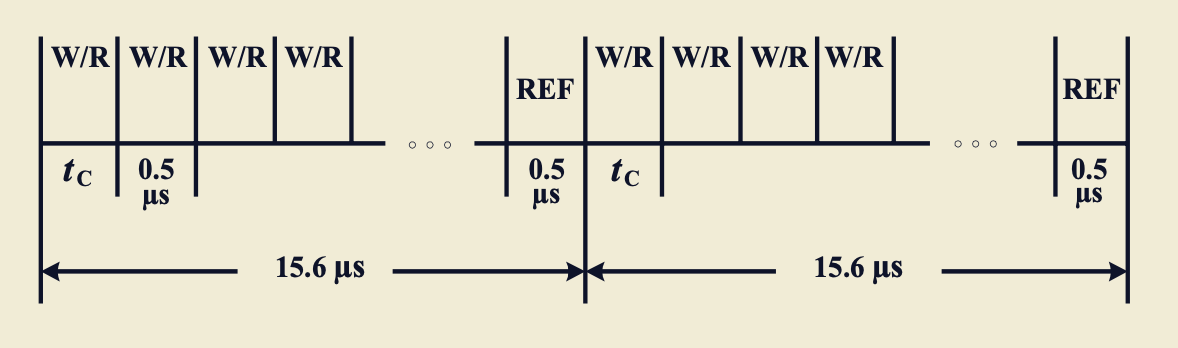 W/R W/R W/R W/R W/R W/R W/R W/R
REF REF
t_C 0.5 0.5 t_C 0.5
µs µs µs
15.6 µs 15.6 µs